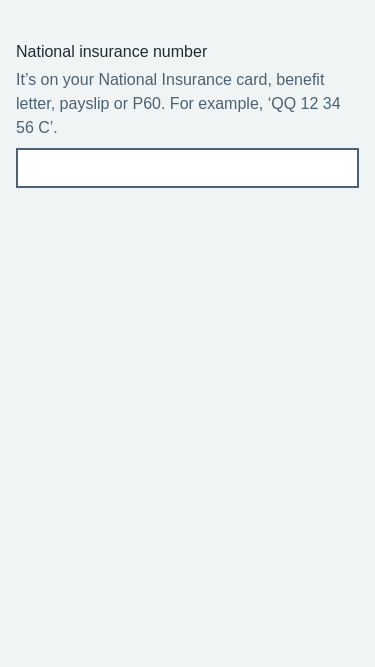 National insurance number
It’s on your National Insurance card, benefit
letter, payslip or P60. For example, ‘QQ 12 34
56 C’.